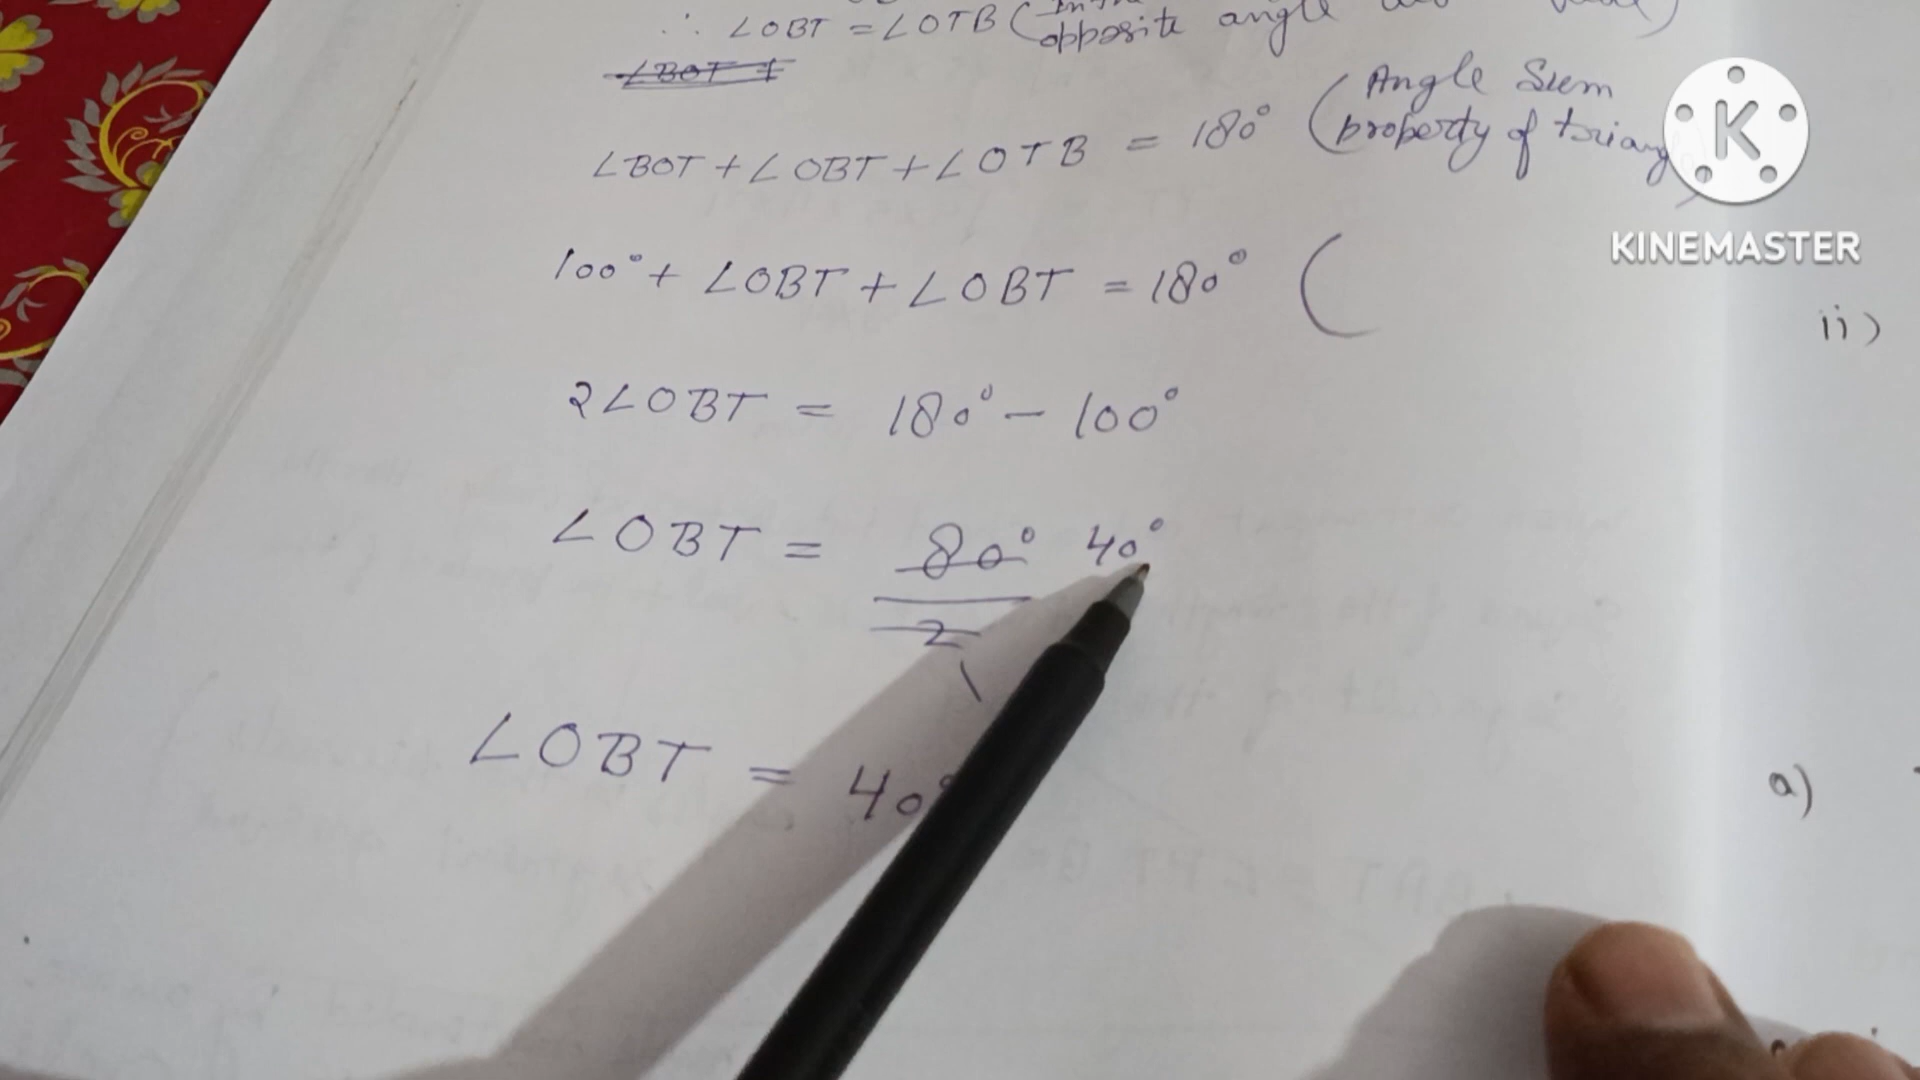 ∴ ∠OBT = ∠OTB (
opposite angle
∠BOT +
∠BOT + ∠OBT + ∠OTB = 180° (Angle Sum
property of triang
100° + ∠OBT + ∠OBT = 180° (
2∠OBT = 180° - 100°
∠OBT = 80° 40°
2
1
∠OBT = 40°
K
KINEMASTER
ii)
a)